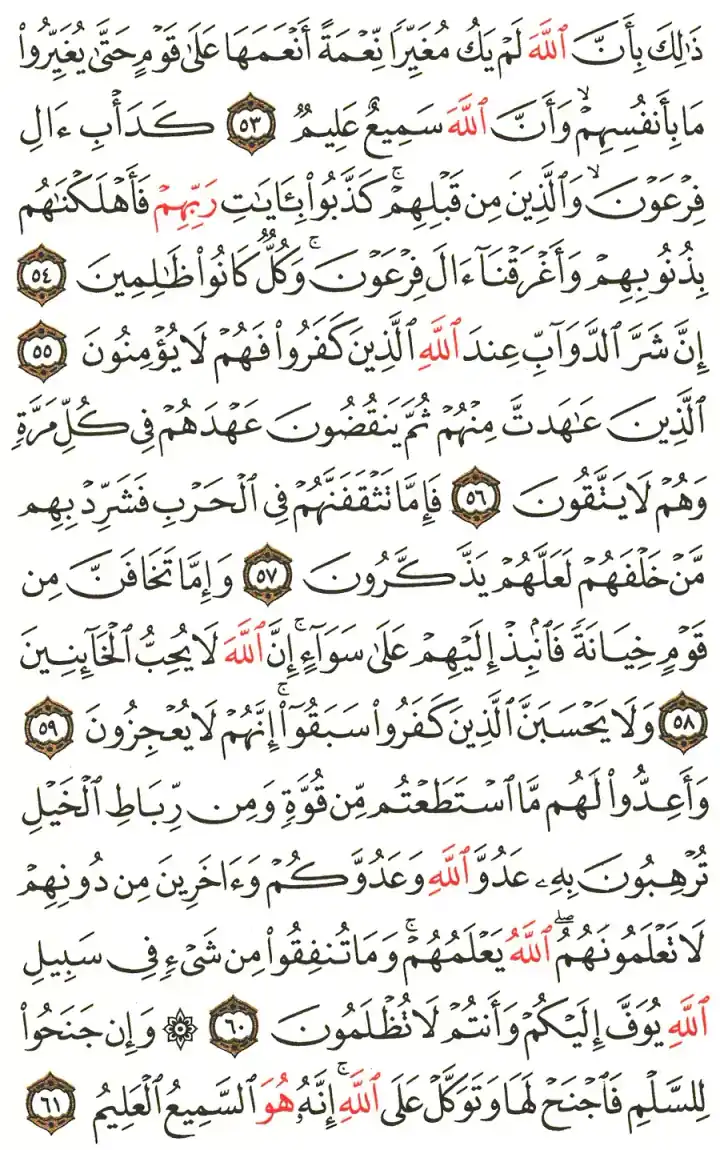 ذَٰلِكَ بِأَنَّ ٱللَّهَ لَمْ يَكُ مُغَيِّرًا نِّعْمَةً أَنْعَمَهَا عَلَىٰ قَوْمٍ حَتَّىٰ يُغَيِّرُوا۟
مَا بِأَنفُسِهِمْ ۙ وَأَنَّ ٱللَّهَ سَمِيعٌ عَلِيمٌ ٥٣ كَدَأْبِ ءَالِ
فِرْعَوْنَ ۙ وَٱلَّذِينَ مِن قَبْلِهِمْ ۚ كَذَّبُوا۟ بِـَٔايَـٰتِ رَبِّهِمْ فَأَهْلَكْنَـٰهُم
بِذُنُوبِهِمْ وَأَغْرَقْنَآ ءَالَ فِرْعَوْنَ ۚ وَكُلٌّ كَانُوا۟ ظَـٰلِمِينَ ٥٤
إِنَّ شَرَّ ٱلدَّوَآبِّ عِندَ ٱللَّهِ ٱلَّذِينَ كَفَرُوا۟ فَهُمْ لَا يُؤْمِنُونَ ٥٥
ٱلَّذِينَ عَـٰهَدتَّ مِنْهُمْ ثُمَّ يَنقُضُونَ عَهْدَهُمْ فِى كُلِّ مَرَّةٍ
وَهُمْ لَا يَتَّقُونَ ٥٦ فَإِمَّا تَثْقَفَنَّهُمْ فِى ٱلْحَرْبِ فَشَرِّدْ بِهِم
مَّنْ خَلْفَهُمْ لَعَلَّهُمْ يَذَّكَّرُونَ ٥٧ وَإِمَّا تَخَافَنَّ مِن
قَوْمٍ خِيَانَةً فَٱنۢبِذْ إِلَيْهِمْ عَلَىٰ سَوَآءٍ ۚ إِنَّ ٱللَّهَ لَا يُحِبُّ ٱلْخَآئِنِينَ
٥٨ وَلَا يَحْسَبَنَّ ٱلَّذِينَ كَفَرُوا۟ سَبَقُوٓا۟ ۚ إِنَّهُمْ لَا يُعْجِزُونَ ٥٩
وَأَعِدُّوا۟ لَهُم مَّا ٱسْتَطَعْتُم مِّن قُوَّةٍ وَمِن رِّبَاطِ ٱلْخَيْلِ
تُرْهِبُونَ بِهِۦ عَدُوَّ ٱللَّهِ وَعَدُوَّكُمْ وَءَاخَرِينَ مِن دُونِهِمْ
لَا تَعْلَمُونَهُمُ ۖ ٱللَّهُ يَعْلَمُهُمْ ۚ وَمَا تُنفِقُوا۟ مِن شَىْءٍ فِى سَبِيلِ
ٱللَّهِ يُوَفَّ إِلَيْكُمْ وَأَنتُمْ لَا تُظْلَمُونَ ٦٠ ۞ وَإِن جَنَحُوا۟
لِلسَّلْمِ فَٱجْنَحْ لَهَا وَتَوَكَّلْ عَلَى ٱللَّهِ ۚ إِنَّهُۥ هُوَ ٱلسَّمِيعُ ٱلْعَلِيمُ ٦١